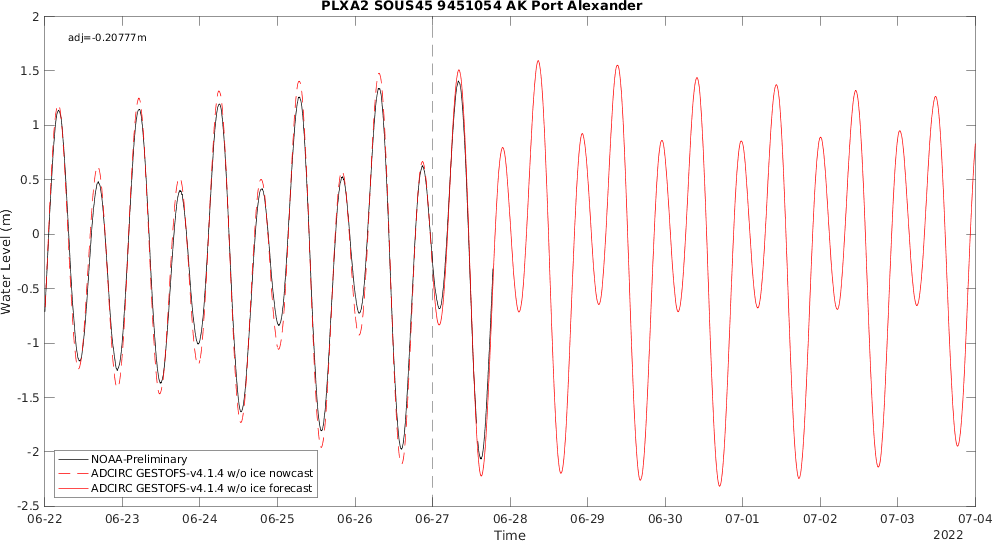 PLXA2 SOUS45 9451054 AK Port Alexander
adj=-0.20777m
2
1.5
1
0.5
0
-0.5
-1
-1.5
-2
-2.5
Water Level (m)
NOAA-Preliminary
ADCIRC GESTOFS-v4.1.4 w/o ice nowcast
ADCIRC GESTOFS-v4.1.4 w/o ice forecast
06-22 06-23 06-24 06-25 06-26 06-27 06-28 06-29 06-30 07-01 07-02 07-03 07-04
Time
2022